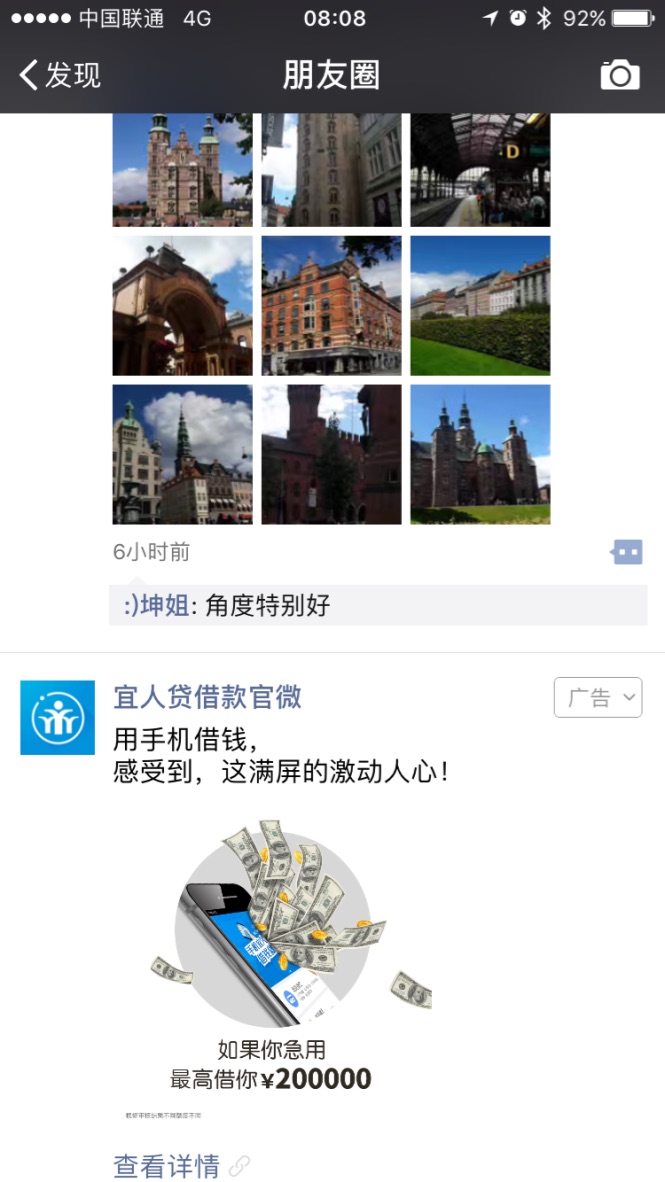 中国联通 4G 08:08 92%
发现 朋友圈
D
6小时前
:)坤姐: 角度特别好
宜人贷借款官微 广告
用手机借钱，
感受到，这满屏的激动人心！
如果你急用
最高借你¥200000
查看详情